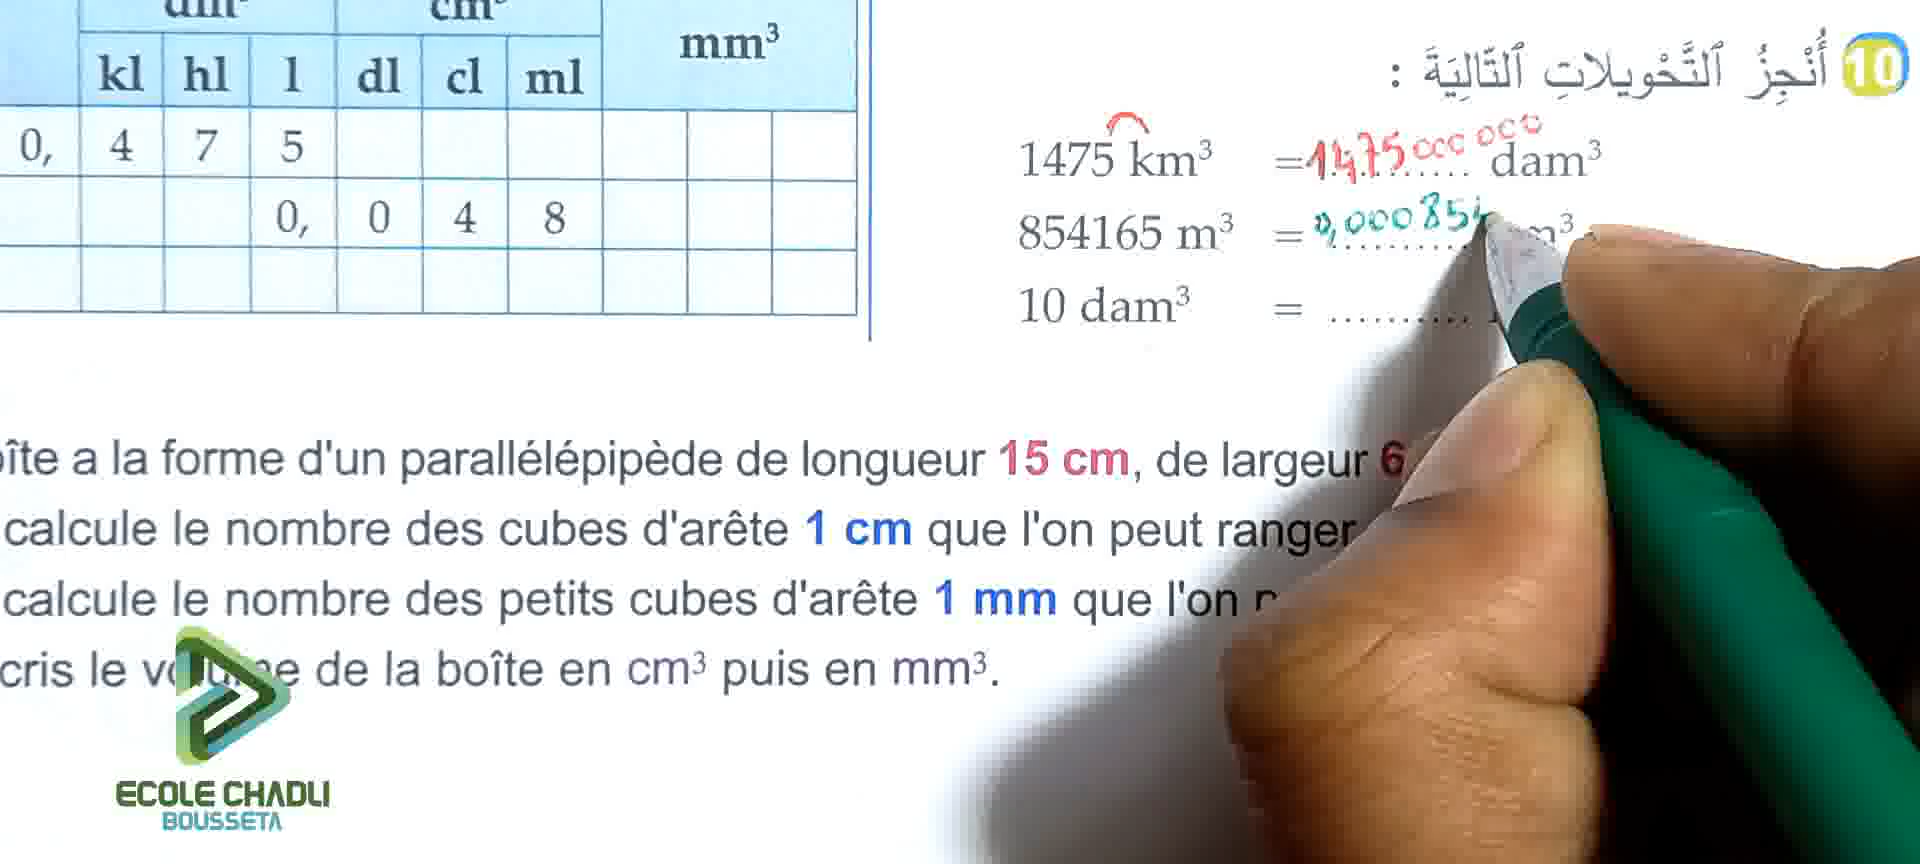 cm³
mm³
kl hl l dl cl ml
0, 4 7 5
0, 0 4 8
10 أُنْجِزُ ٱلتَّحْويلاتِ ٱلتّالِيَةَ :
1475 km³ = 1475000000 dam³
854165 m³ = 0,000854
10 dam³ = ..........
a la forme d'un parallélépipède de longueur 15 cm, de largeur 6
calcule le nombre des cubes d'arête 1 cm que l'on peut ranger
calcule le nombre des petits cubes d'arête 1 mm que l'on
cris le volume de la boîte en cm³ puis en mm³.
ECOLE CHADLI
BOUSSETA